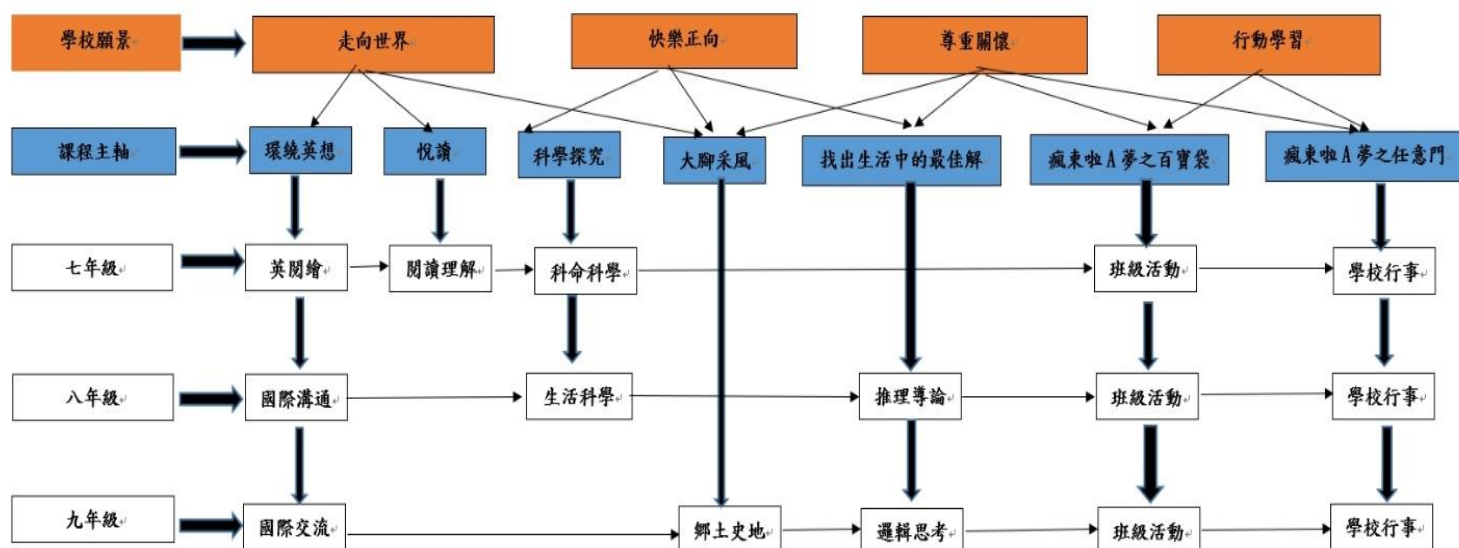 學校願景
走向世界
快樂正向
尊重關懷
行動學習
課程主軸
環繞英想
悅讀
科學探究
大腳采風
找出生活中的最佳解
瘋東啦 A 夢之百寶袋
瘋東啦 A 夢之任意門
七年級
英閱繪
閱讀理解
科命科學
班級活動
學校行事
八年級
國際溝通
生活科學
推理導論
班級活動
學校行事
九年級
國際交流
鄉土史地
邏輯思考
班級活動
學校行事